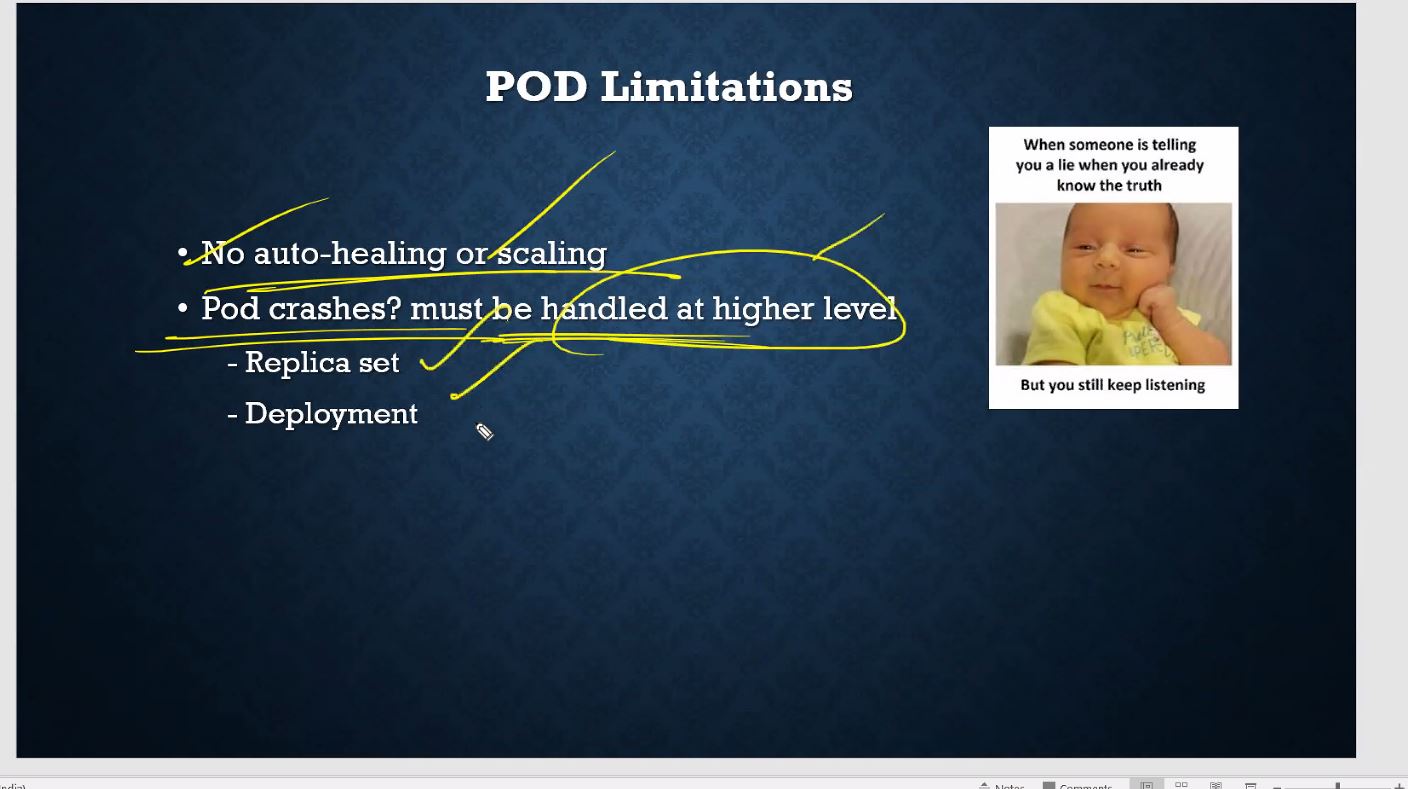 POD Limitations
When someone is telling
you a lie when you already
know the truth
• No auto-healing or scaling
• Pod crashes? must be handled at higher level
- Replica set
- Deployment
But you still keep listening
Notes
Comments